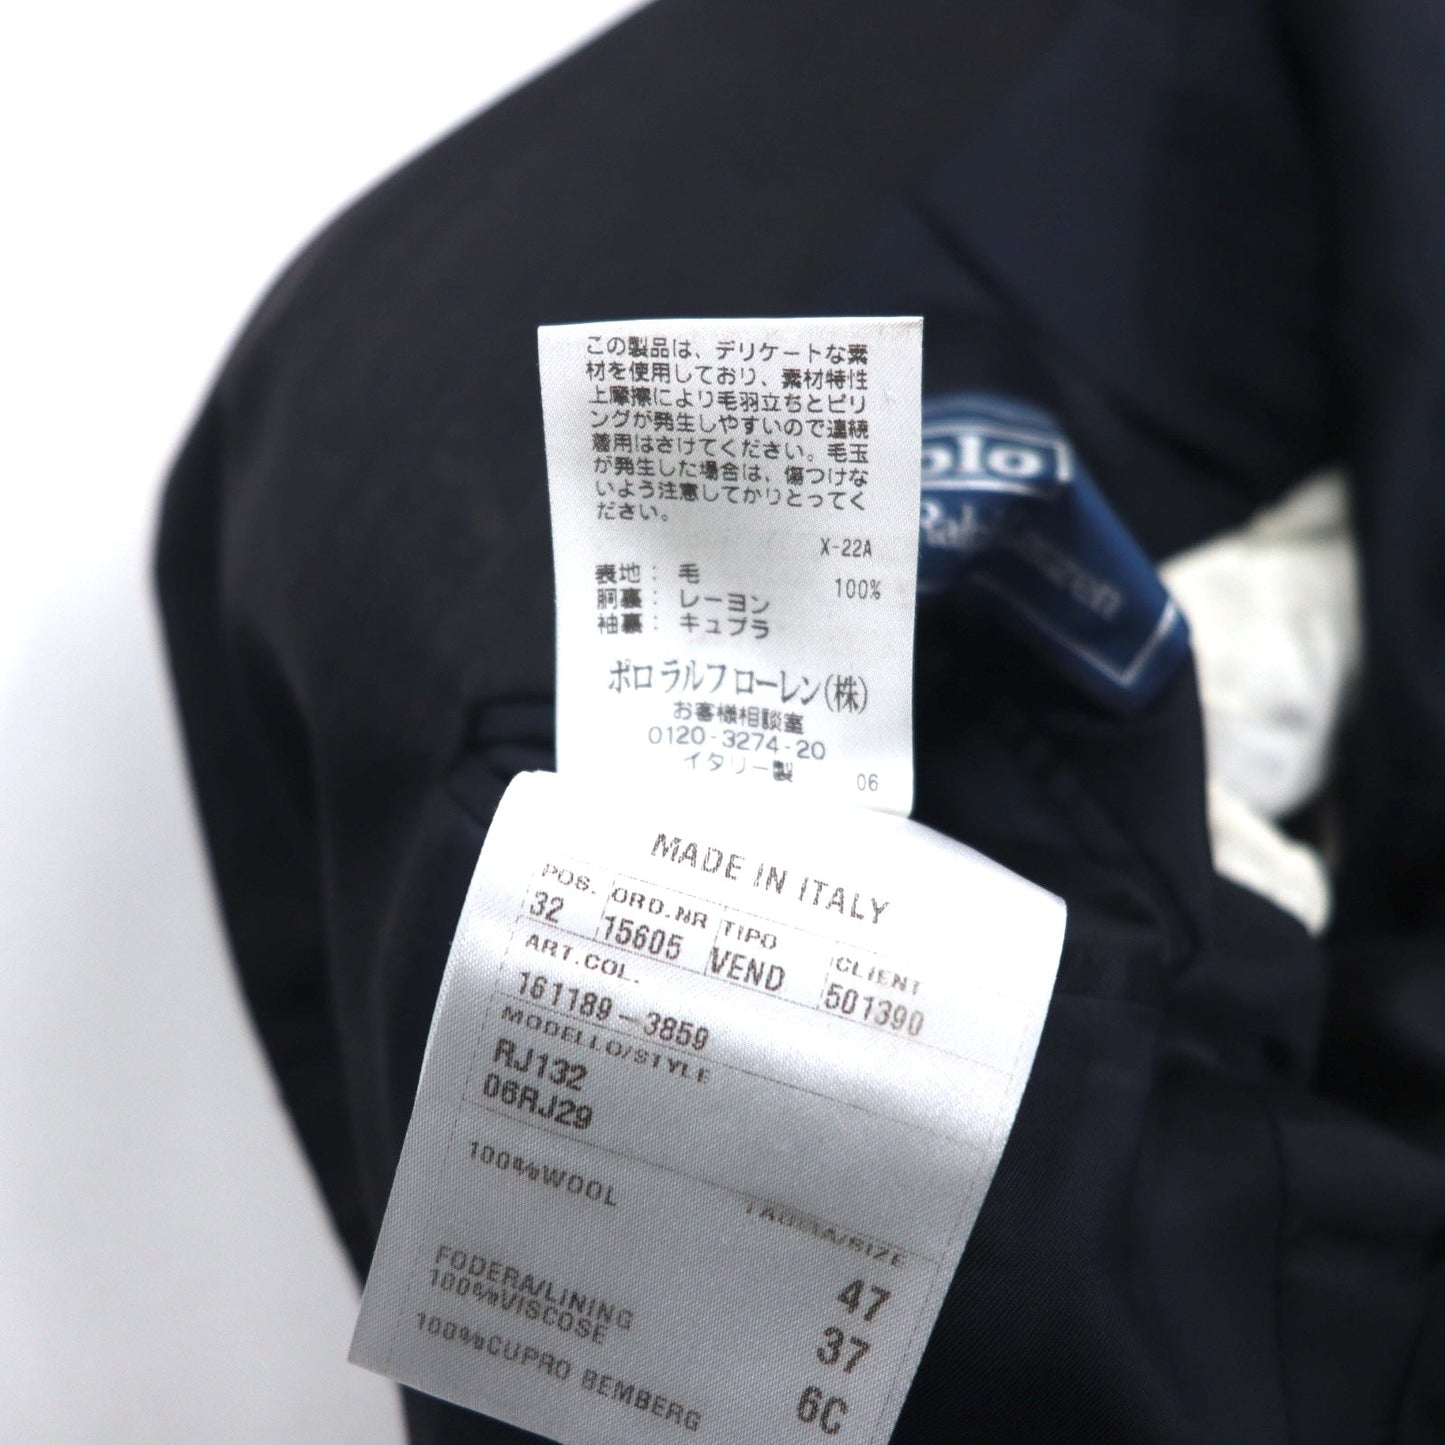 この製品は、デリケートな素
材を使用しており、素材特性
上摩擦により毛羽立ちとピリ
ングが発生しやすいので連続
着用はさけてください。毛玉
が発生した場合は、傷つけな
いよう注意してかりとってく
ださい。
X-22A
表地： 毛 100%
胴裏： レーヨン
袖裏： キュプラ
ポロ ラルフ ローレン(株)
お客様相談室
0120-3274-20
イタリー製 06
MADE IN ITALY
POS. ORD.NR TIPO CLIENT
32 15605 VEND 501390
ART.COL.
161189-3859
MODELLO/STYLE
RJ132
06RJ29
100%WOOL
TAGLIA/SIZE
47
37
6C
FODERA/LINING
100%VISCOSE
100%CUPRO BEMBERG